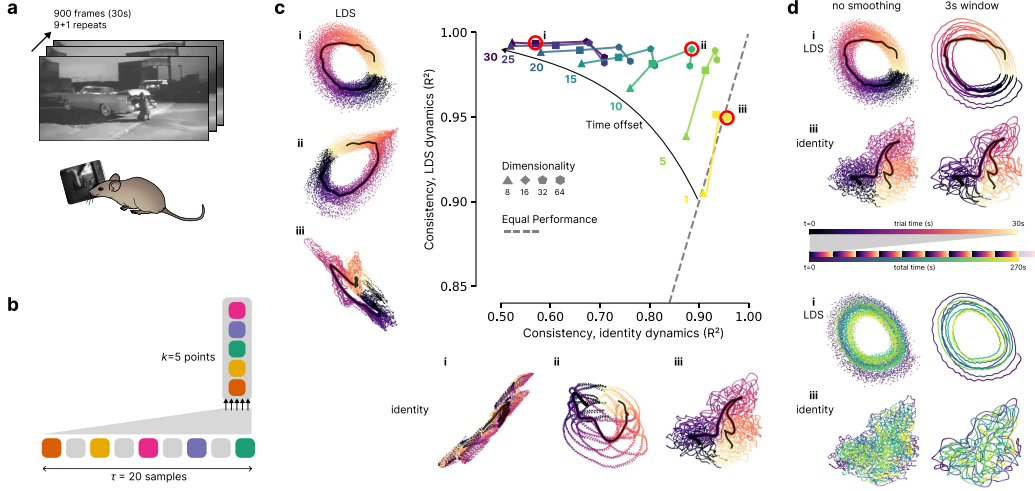 a
900 frames (30s)
9+1 repeats
b
k=5 points
τ = 20 samples
c
LDS
i
ii
iii
Consistency, LDS dynamics (R²)
1.00
0.95
0.90
0.85
0.50
0.60
0.70
0.80
0.90
1.00
Consistency, identity dynamics (R²)
i
ii
iii
30
25
20
15
10
5
1
Time offset
Dimensionality
8 16 32 64
Equal Performance
identity
i
ii
iii
d
no smoothing
3s window
i
LDS
iii
identity
t=0
trial time (s)
30s
t=0
total time (s)
270s
i
LDS
iii
identity